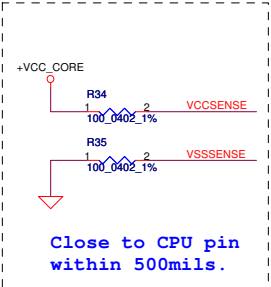 +VCC_CORE
R34
1 2 VCCSENSE
100_0402_1%
R35
1 2 VSSSENSE
100_0402_1%
Close to CPU pin
within 500mils.